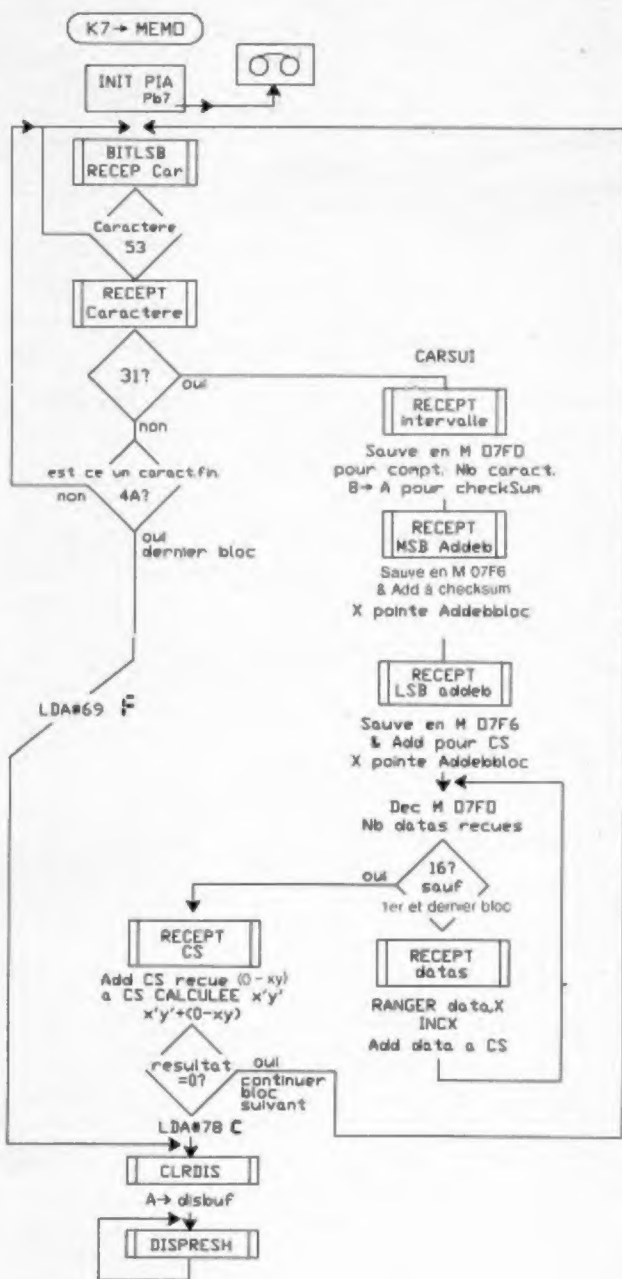 K7→ MEMO
INIT PIA
Pb7
BITLSB
RECEP Car
Caractere
53
RECEPT
Caractere
31?
oui
non
est ce un caract.fin
4A?
non
oui
dernier bloc
LDA#69 F
CARSUI
RECEPT
intervalle
Sauve en M 07FD
pour compt. Nb caract.
B→ A pour checkSum
RECEPT
MSB Addeb
Sauve en M 07F6
& Add à checksum
X pointe Addebbloc
RECEPT
LSB addeb
Sauve en M 07F6
& Add pour CS
X pointe Addebbloc
Dec M 07FD
Nb datas recues
16?
sauf
1er et dernier bloc
oui
RECEPT
datas
RANGER data,X
INCX
Add data a CS
RECEPT
CS
Add CS recue (0-xy)
a CS CALCULEE x'y'
x'y'+(0-xy)
resultat
=0?
oui
continuer
bloc
suivant
LDA#78 C
CLRDIS
A→ disbuf
DISPRESH